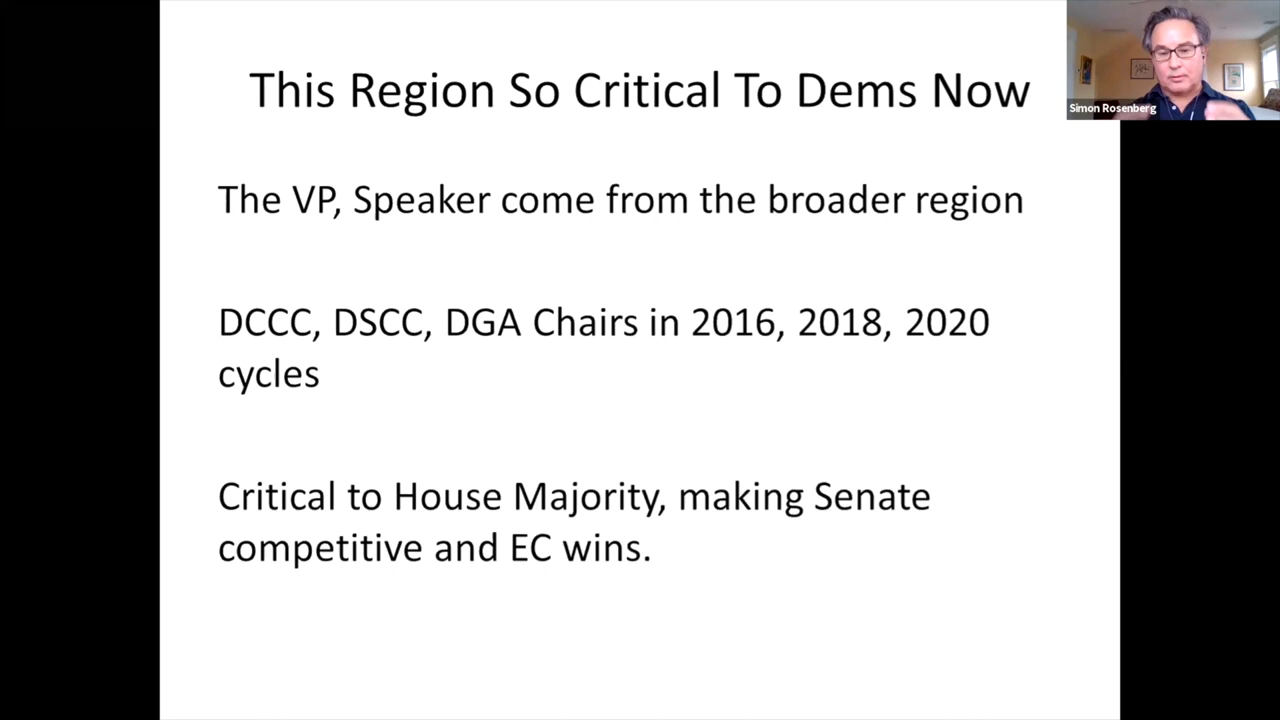 This Region So Critical To Dems Now
Simon Rosenberg
The VP, Speaker come from the broader region
DCCC, DSCC, DGA Chairs in 2016, 2018, 2020
cycles
Critical to House Majority, making Senate
competitive and EC wins.